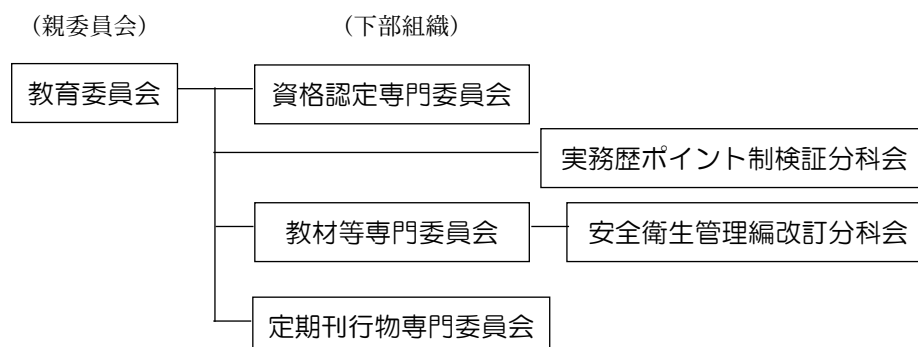 （親委員会）
（下部組織）
教育委員会
資格認定専門委員会
実務歴ポイント制検証分科会
教材等専門委員会
安全衛生管理編改訂分科会
定期刊行物専門委員会